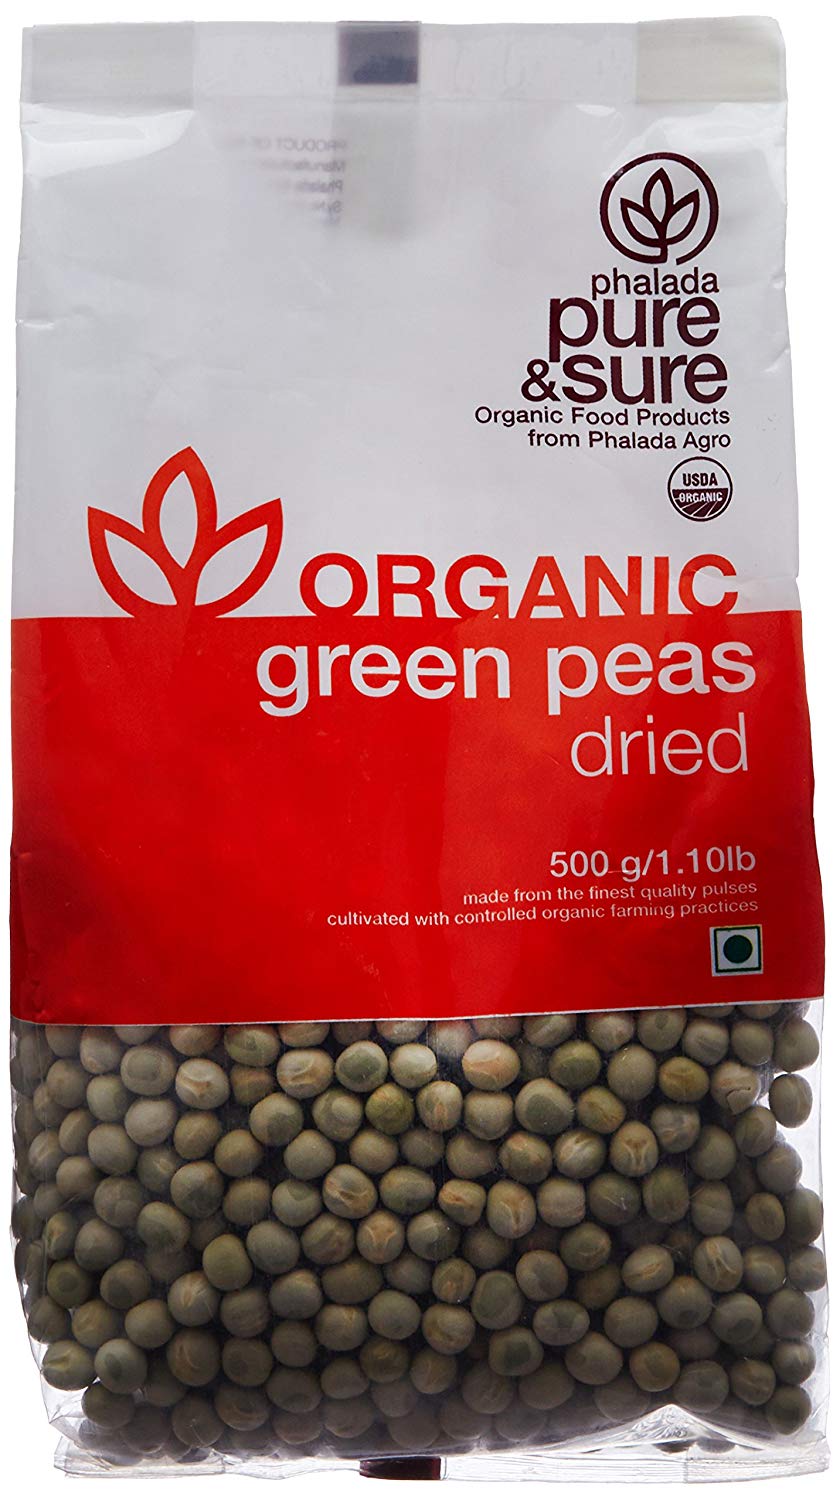 phalada
pure
&sure
Organic Food Products
from Phalada Agro
USDA
ORGANIC
ORGANIC
green peas
dried
500 g/1.10lb
made from the finest quality pulses
cultivated with controlled organic farming practices